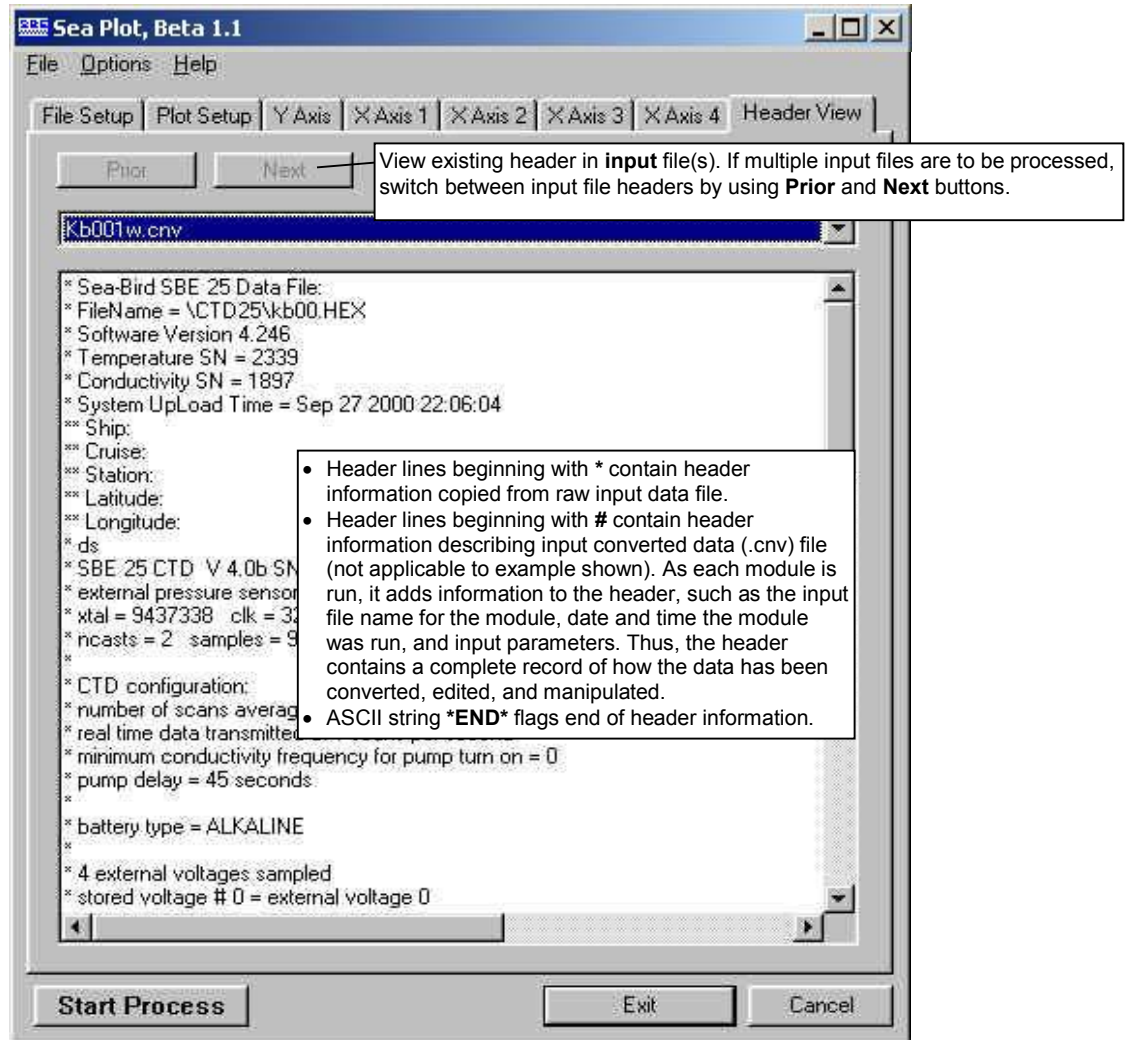 Sea Plot, Beta 1.1
File Options Help
File Setup Plot Setup Y Axis X Axis 1 X Axis 2 X Axis 3 X Axis 4 Header View
Prior Next
View existing header in input file(s). If multiple input files are to be processed,
switch between input file headers by using Prior and Next buttons.
Kb001w.cnv
* Sea-Bird SBE 25 Data File:
* FileName = \CTD25\kb00.HEX
* Software Version 4.246
* Temperature SN = 2339
* Conductivity SN = 1897
* System UpLoad Time = Sep 27 2000 22:06:04
** Ship:
** Cruise:
** Station:
** Latitude:
** Longitude:
* ds
* SBE 25 CTD V 4.0b SN
* external pressure sensor
* xtal = 9437338 clk = 32
* ncasts = 2 samples = 9
*
* CTD configuration:
* number of scans averag
* real time data transmitted
* minimum conductivity frequency for pump turn on = 0
* pump delay = 45 seconds
*
* battery type = ALKALINE
*
* 4 external voltages sampled
* stored voltage # 0 = external voltage 0
• Header lines beginning with * contain header
information copied from raw input data file.
• Header lines beginning with # contain header
information describing input converted data (.cnv) file
(not applicable to example shown). As each module is
run, it adds information to the header, such as the input
file name for the module, date and time the module
was run, and input parameters. Thus, the header
contains a complete record of how the data has been
converted, edited, and manipulated.
• ASCII string *END* flags end of header information.
Start Process Exit Cancel